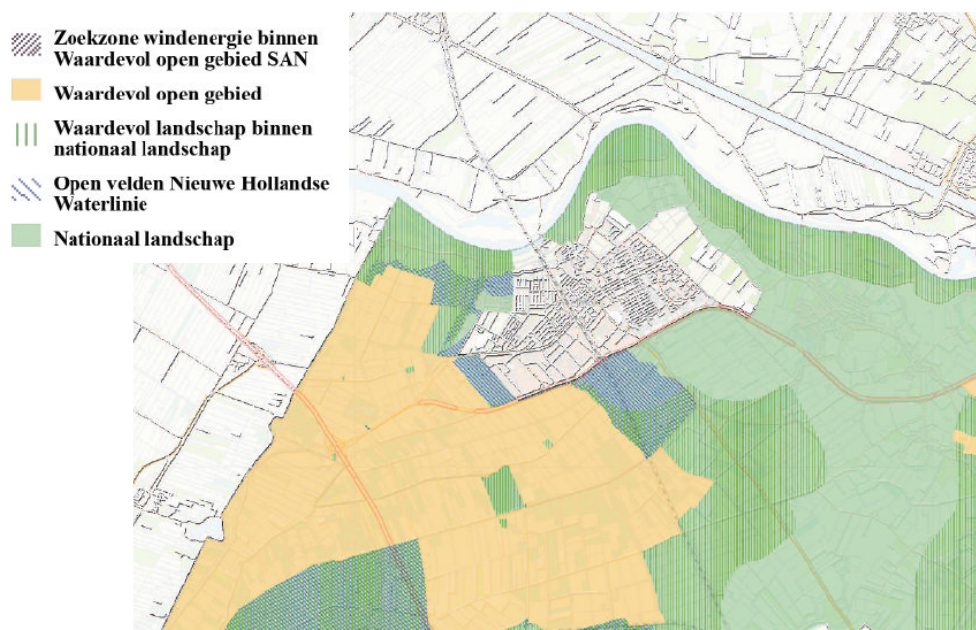 Zoekzone windenergie binnen
Waardevol open gebied SAN
Waardevol open gebied
Waardevol landschap binnen
nationaal landschap
Open velden Nieuwe Hollandse
Waterlinie
Nationaal landschap